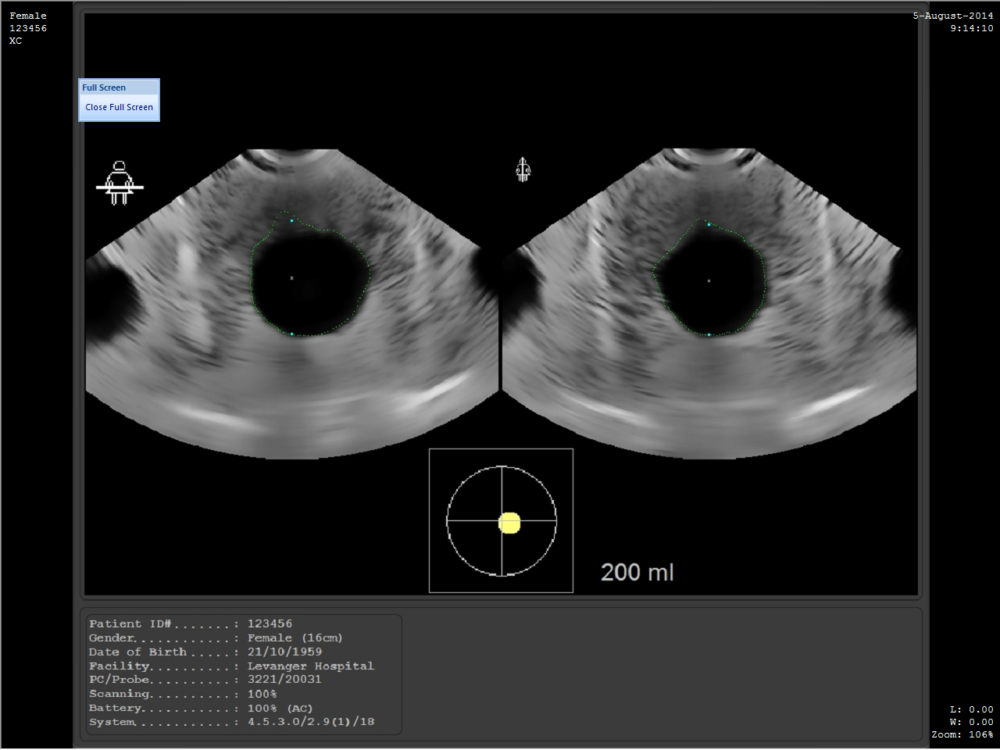 Female
123456
XC
5-August-2014
9:14:10
Full Screen
Close Full Screen
x
x
200 ml
Patient ID#.......: 123456
Gender...........: Female (16cm)
Date of Birth.....: 21/10/1959
Facility..........: Levanger Hospital
PC/Probe..........: 3221/20031
Scanning..........: 100%
Battery...........: 100% (AC)
System............: 4.5.3.0/2.9(1)/18
L: 0.00
W: 0.00
Zoom: 106%